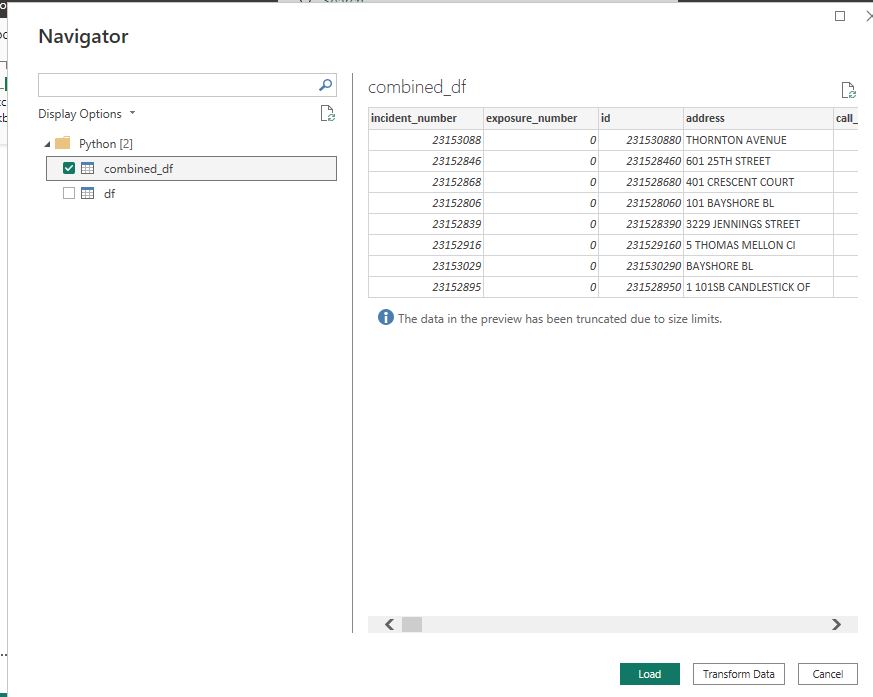 Search
Navigator
Display Options
Python [2]
combined_df
df
combined_df
incident_number exposure_number id address call_
23153088 0 231530880 THORNTON AVENUE
23152846 0 231528460 601 25TH STREET
23152868 0 231528680 401 CRESCENT COURT
23152806 0 231528060 101 BAYSHORE BL
23152839 0 231528390 3229 JENNINGS STREET
23152916 0 231529160 5 THOMAS MELLON CI
23153029 0 231530290 BAYSHORE BL
23152895 0 231528950 1 101SB CANDLESTICK OF
The data in the preview has been truncated due to size limits.
Load Transform Data Cancel